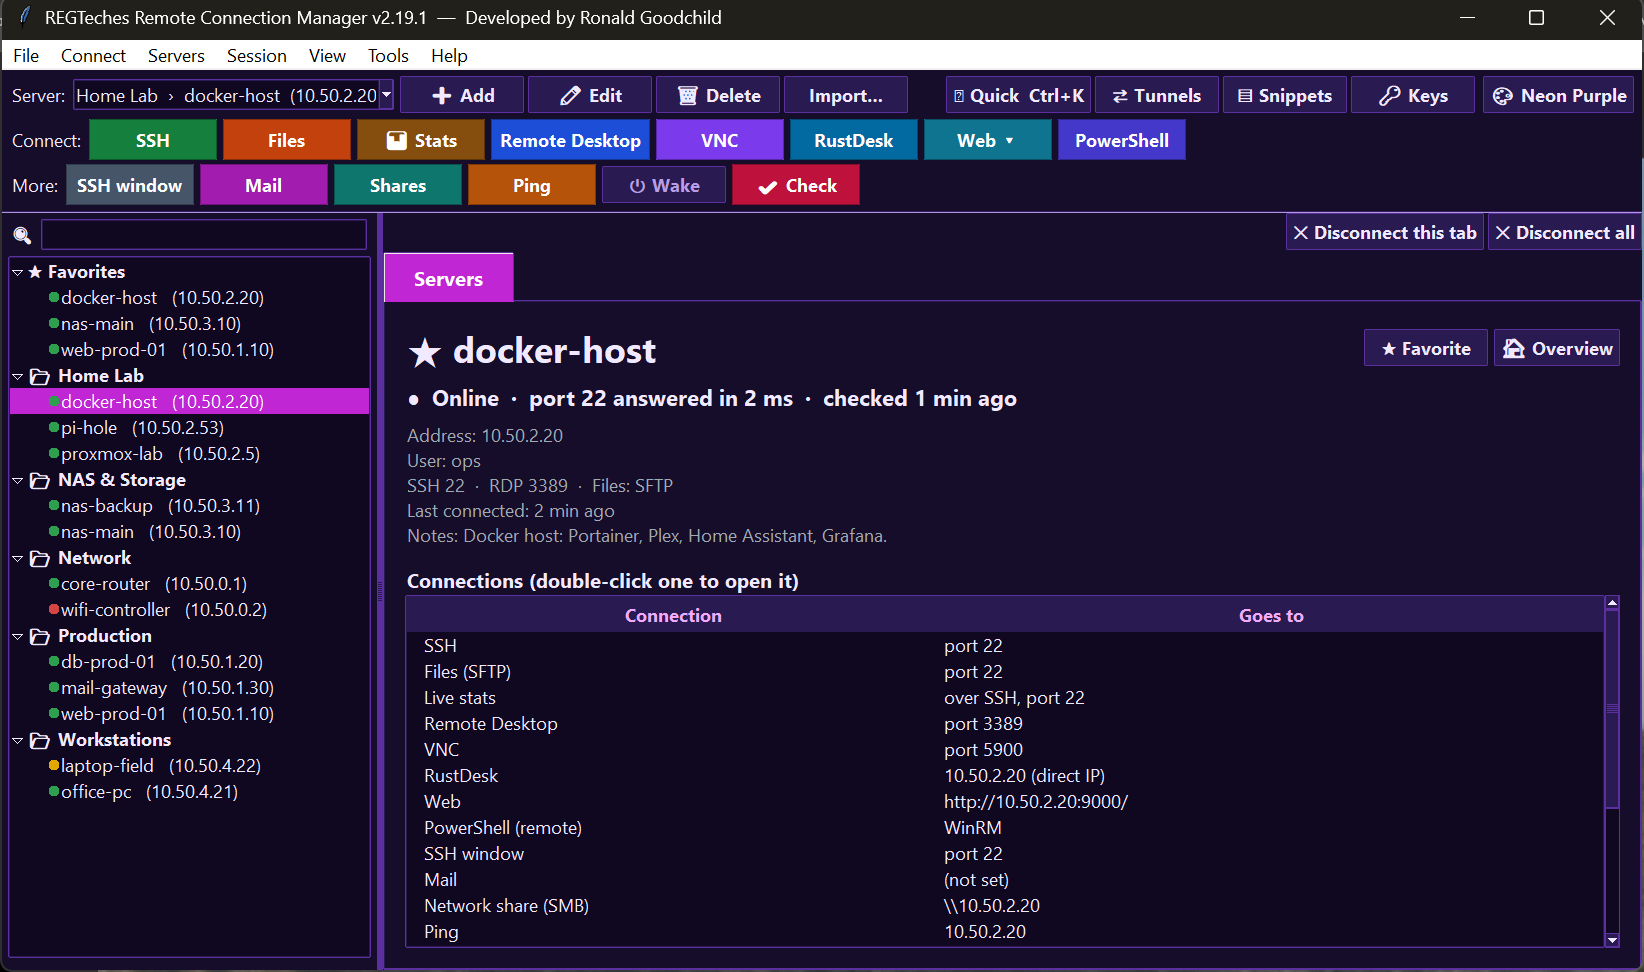 REGTeches Remote Connection Manager v2.19.1 — Developed by Ronald Goodchild
File Connect Servers Session View Tools Help
Server: Home Lab › docker-host (10.50.2.20 Add Edit Delete Import... Quick Ctrl+K Tunnels Snippets Keys Neon Purple
Connect: SSH Files Stats Remote Desktop VNC RustDesk Web PowerShell
More: SSH window Mail Shares Ping Wake Check
Disconnect this tab Disconnect all
★ Favorites
docker-host (10.50.2.20)
nas-main (10.50.3.10)
web-prod-01 (10.50.1.10)
Home Lab
docker-host (10.50.2.20)
pi-hole (10.50.2.53)
proxmox-lab (10.50.2.5)
NAS & Storage
nas-backup (10.50.3.11)
nas-main (10.50.3.10)
Network
core-router (10.50.0.1)
wifi-controller (10.50.0.2)
Production
db-prod-01 (10.50.1.20)
mail-gateway (10.50.1.30)
web-prod-01 (10.50.1.10)
Workstations
laptop-field (10.50.4.22)
office-pc (10.50.4.21)
Servers
★ docker-host
★ Favorite Overview
● Online · port 22 answered in 2 ms · checked 1 min ago
Address: 10.50.2.20
User: ops
SSH 22 · RDP 3389 · Files: SFTP
Last connected: 2 min ago
Notes: Docker host: Portainer, Plex, Home Assistant, Grafana.
Connections (double-click one to open it)
Connection Goes to
SSH port 22
Files (SFTP) port 22
Live stats over SSH, port 22
Remote Desktop port 3389
VNC port 5900
RustDesk 10.50.2.20 (direct IP)
Web http://10.50.2.20:9000/
PowerShell (remote) WinRM
SSH window port 22
Mail (not set)
Network share (SMB) \\10.50.2.20
Ping 10.50.2.20